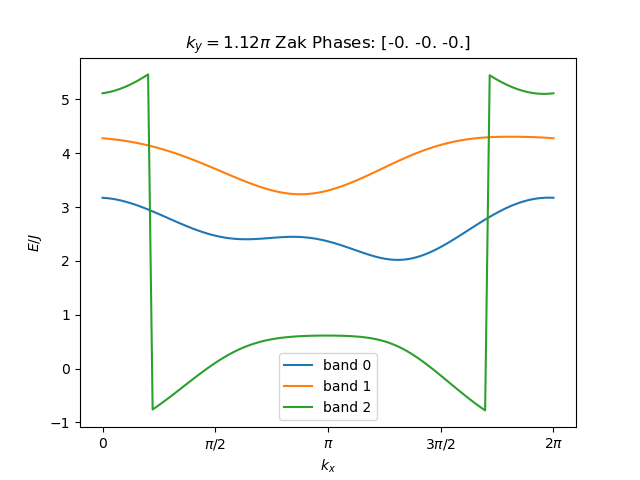 k_y = 1.12π Zak Phases: [-0. -0. -0.]
E/J
5
4
3
2
1
0
−1
band 0
band 1
band 2
0 π/2 π 3π/2 2π
k_x